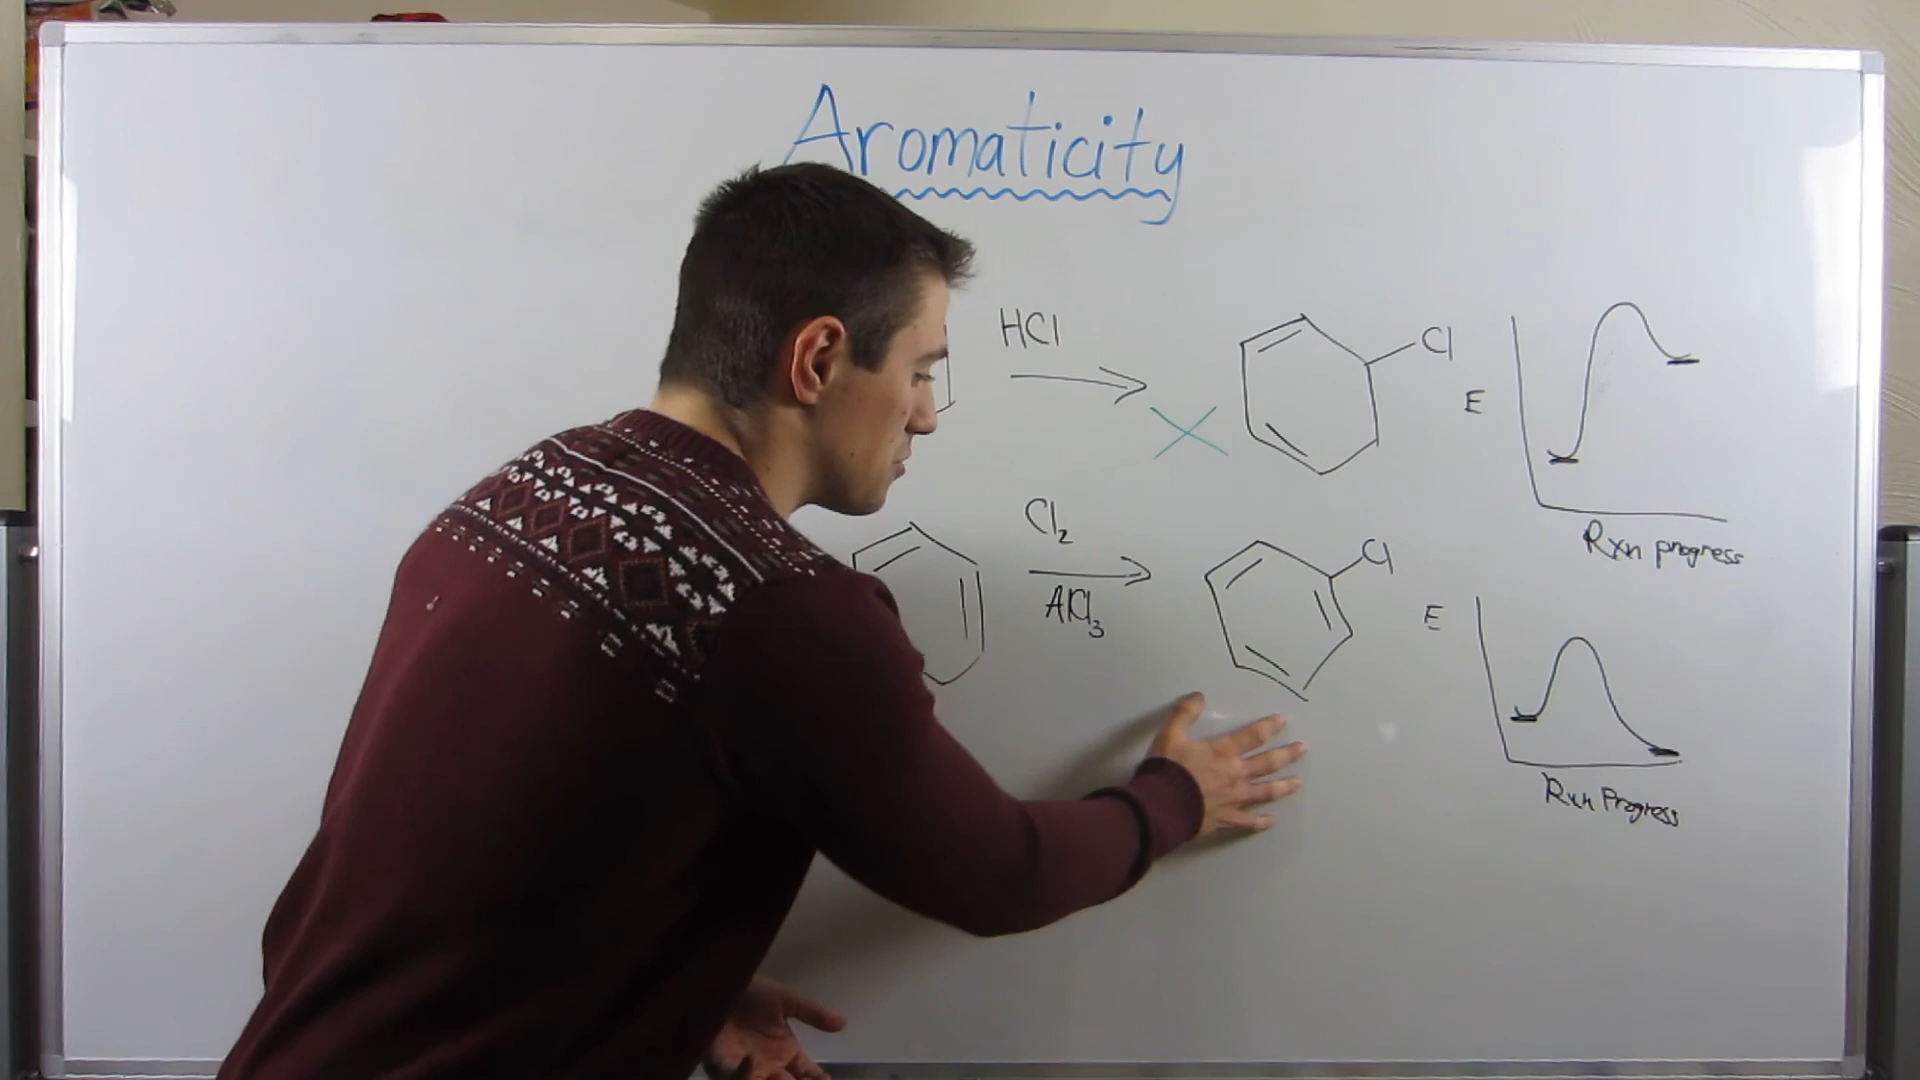 Aromaticity
HCl
Cl
E
Rxn progress
Cl2
AlCl3
Cl
E
Rxn Progress